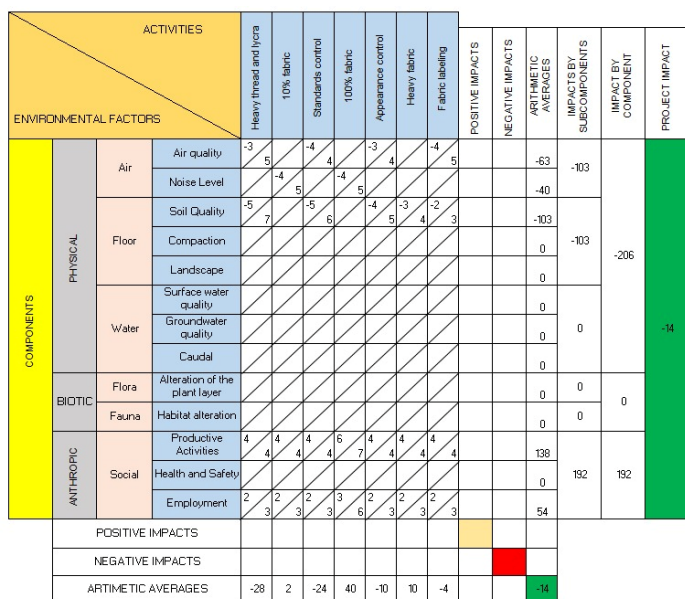 ACTIVITIES
ENVIRONMENTAL FACTORS
Heavy thread and lycra
10% fabric
Standards control
100% fabric
Appearance control
Heavy fabric
Fabric labeling
POSITIVE IMPACTS
NEGATIVE IMPACTS
ARITHMETIC
AVERAGES
IMPACTS BY
SUBCOMPONENTS
IMPACT BY
COMPONENT
PROJECT IMPACT
COMPONENTS
PHYSICAL
Air
Air quality
-3 5 -4 4 -3 4 -4 5 -63
-103
Noise Level
-4 5 -4 5 -40
Floor
Soil Quality
-5 7 -5 6 -4 5 -3 4 -2 3 -103
Compaction
0
-103
Landscape
0
-206
Water
Surface water
quality
0
Groundwater
quality
0
0
Caudal
0
-14
BIOTIC
Flora
Alteration of the
plant layer
0
0
0
Fauna
Habitat alteration
0
0
ANTHROPIC
Social
Productive
Activities
4 4 4 4 4 4 6 7 4 4 4 4 4 4 138
Health and Safety
0
192
192
Employment
2 3 2 3 2 3 3 6 2 3 2 3 2 3 54
POSITIVE IMPACTS
NEGATIVE IMPACTS
ARTIMETIC AVERAGES
-28 2 -24 40 -10 10 -4 -14